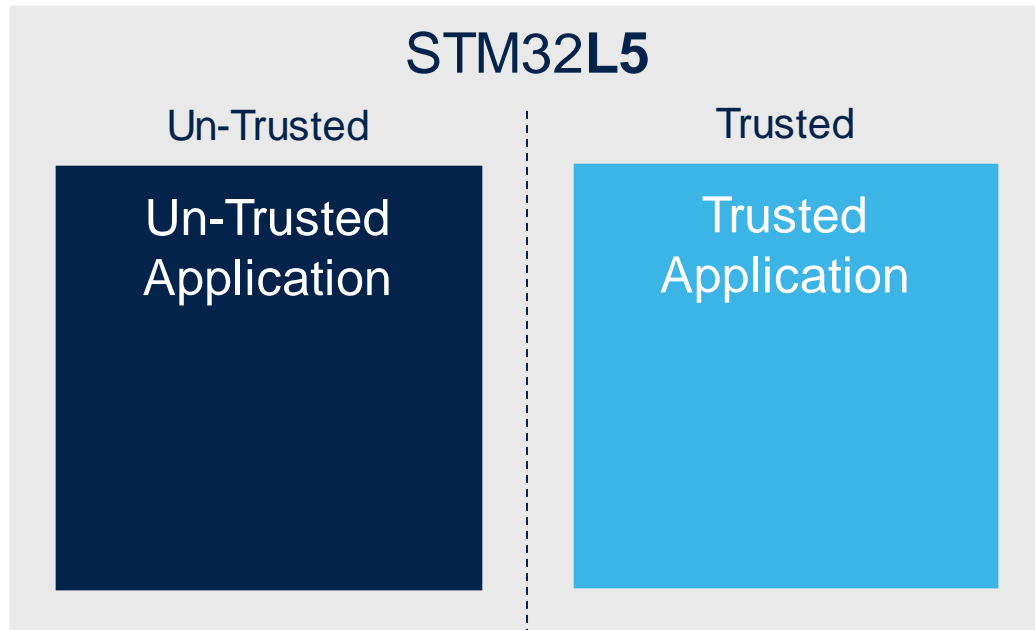 STM32L5
Un-Trusted
Trusted
Un-Trusted
Application
Trusted
Application